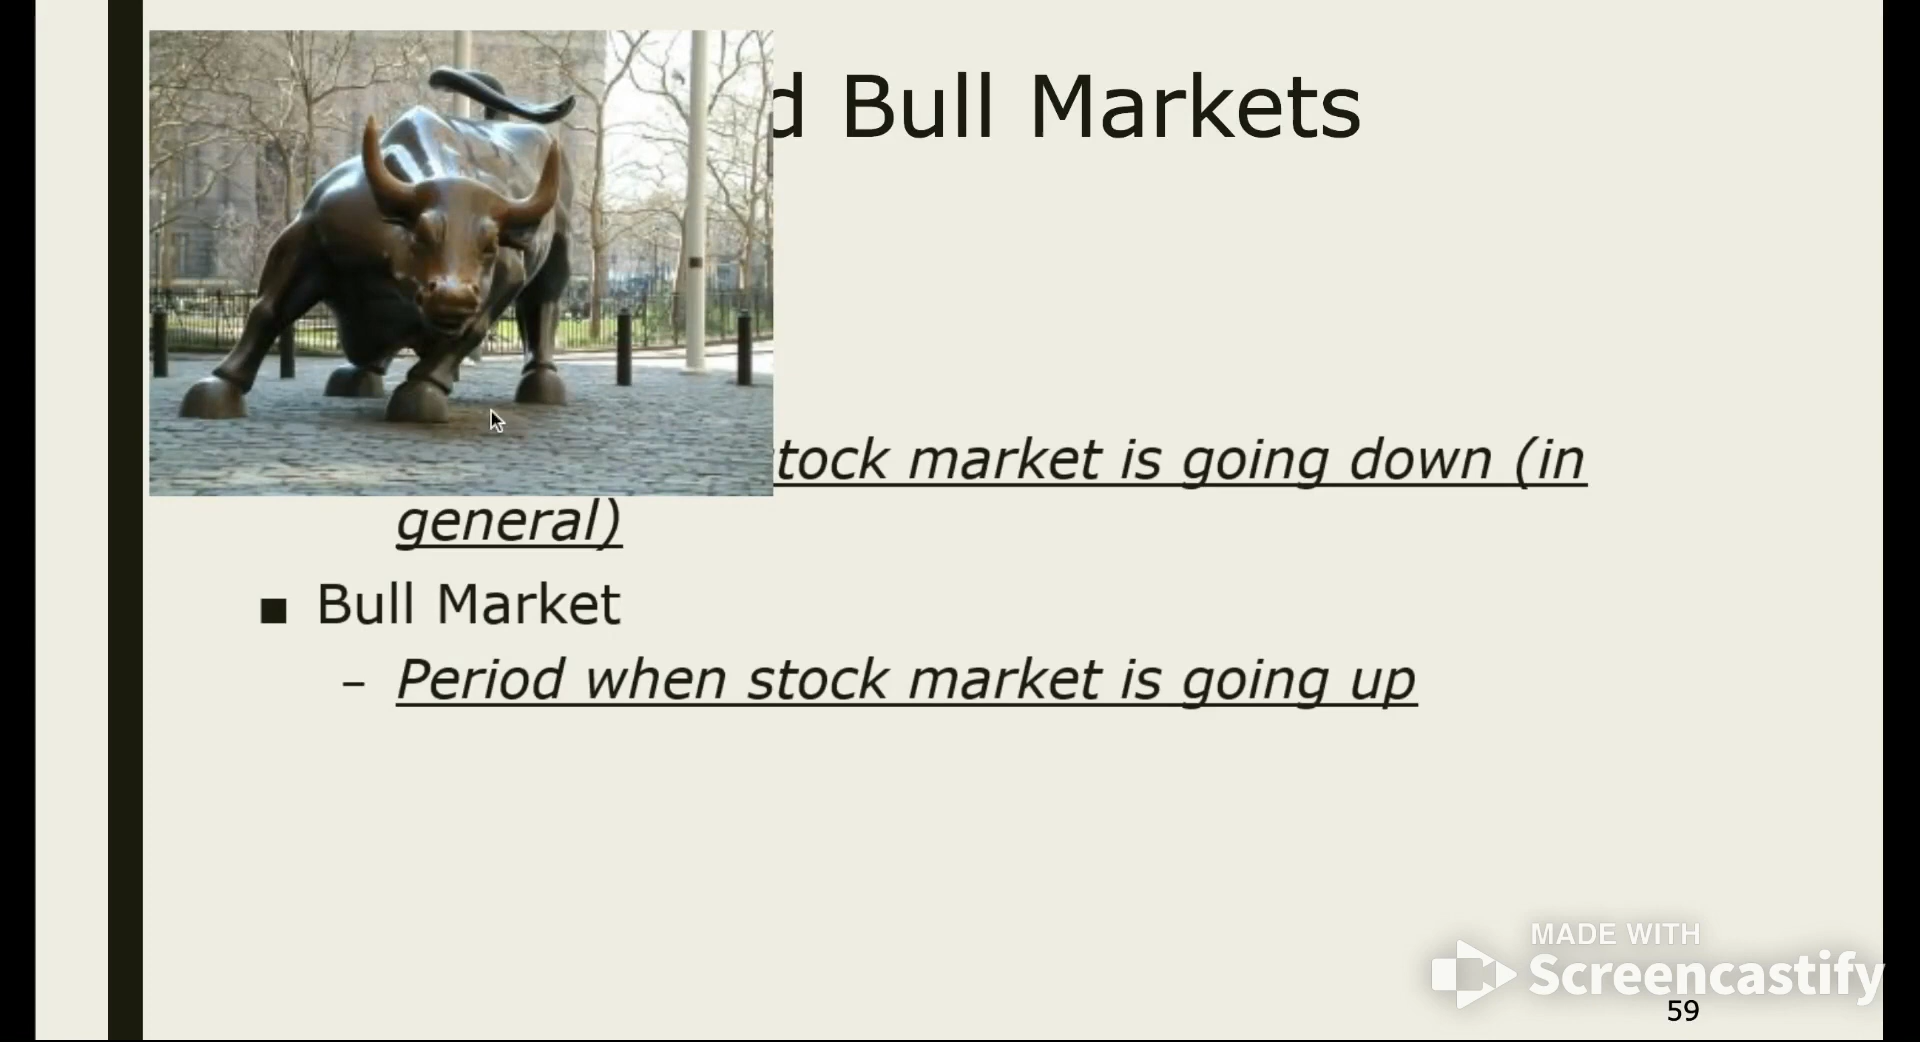 d Bull Markets
tock market is going down (in
general)
■ Bull Market
– Period when stock market is going up
MADE WITH
Screencastify
59